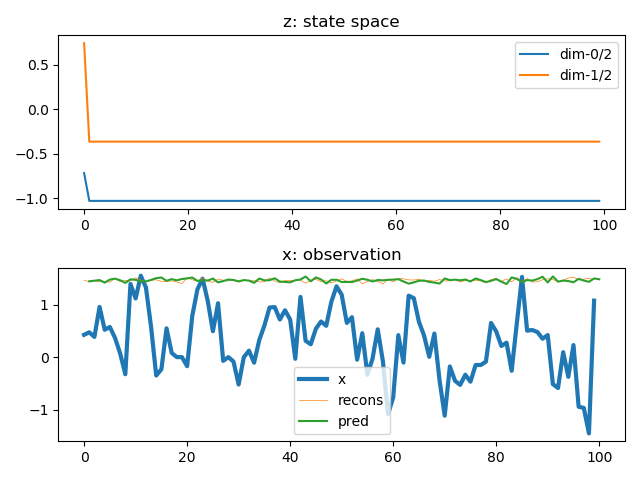 z: state space
dim-0/2
dim-1/2
0.5
0.0
−0.5
−1.0
0 20 40 60 80 100
x: observation
x
recons
pred
1
0
−1
0 20 40 60 80 100